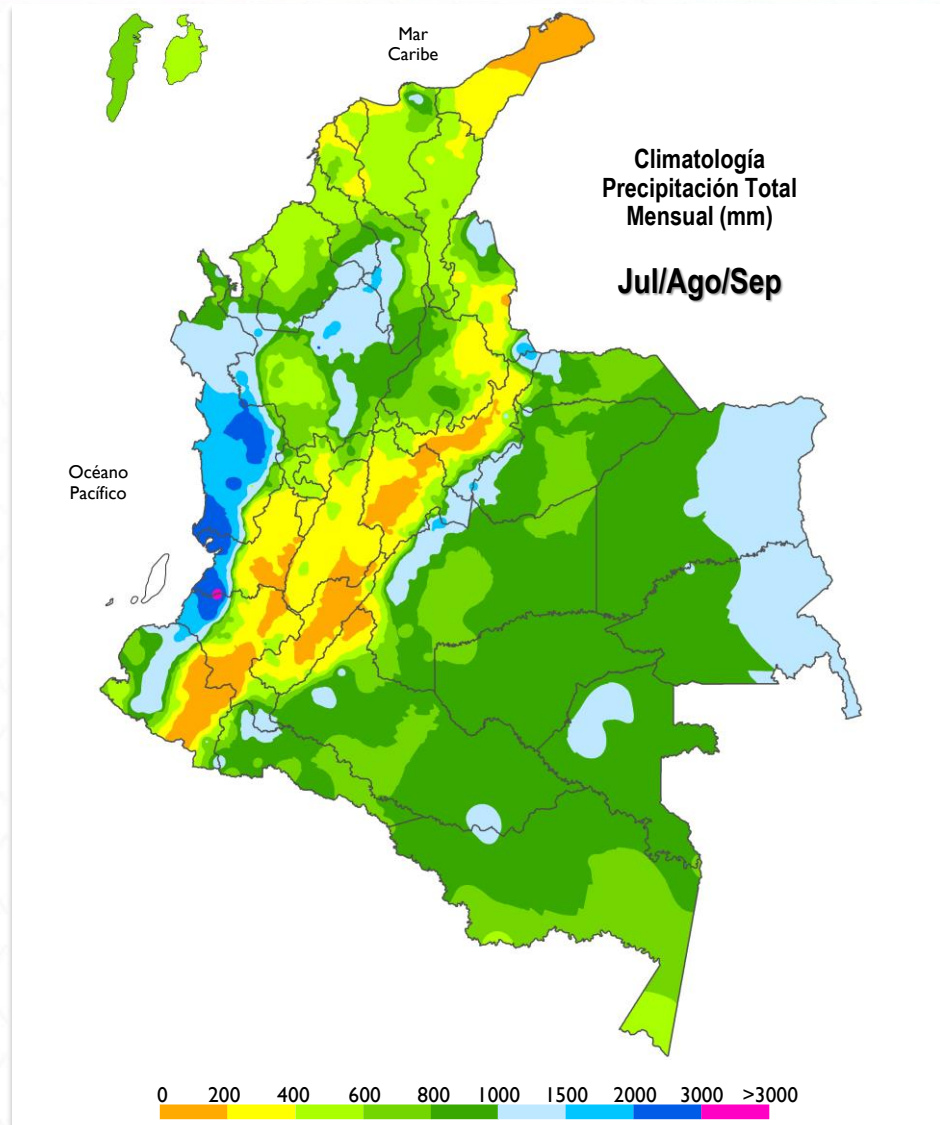 Mar
Caribe
Climatología
Precipitación Total
Mensual (mm)
Jul/Ago/Sep
Océano
Pacífico
0 200 400 600 800 1000 1500 2000 3000 >3000